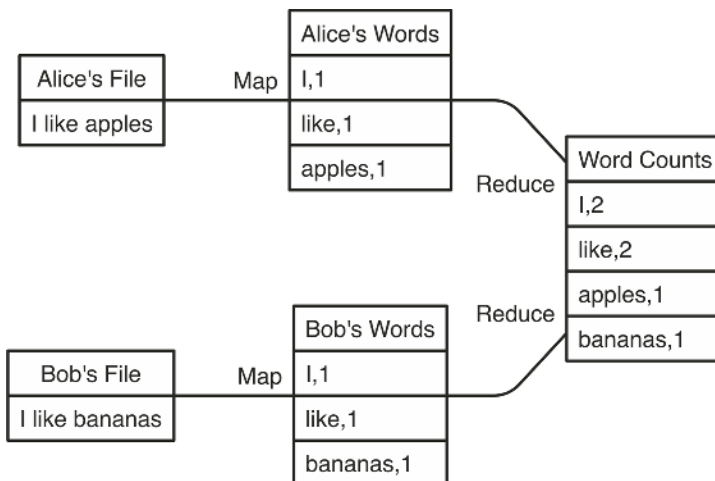 Alice's File
I like apples
Map
Alice's Words
I,1
like,1
apples,1
Reduce
Bob's File
I like bananas
Map
Bob's Words
I,1
like,1
bananas,1
Reduce
Word Counts
I,2
like,2
apples,1
bananas,1